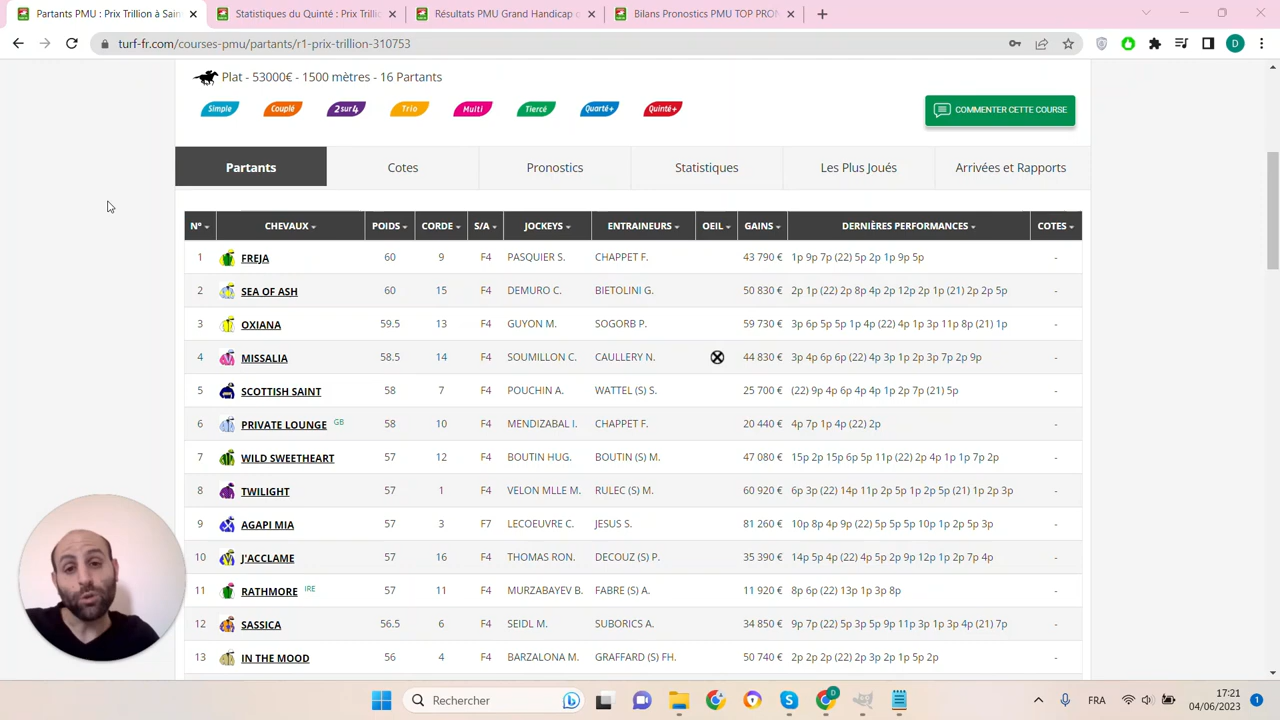 Partants PMU : Prix Trillion à Sain
Statistiques du Quinté : Prix Trilli
Résultats PMU Grand Handicap d
Bilans Pronostics PMU TOP PRON
turf-fr.com/courses-pmu/partants/r1-prix-trillion-310753
D
Plat - 53000€ - 1500 mètres - 16 Partants
Simple Couplé 2sur4 Trio Multi Tiercé Quarté+ Quinté+
COMMENTER CETTE COURSE
Partants Cotes Pronostics Statistiques Les Plus Joués Arrivées et Rapports
N° CHEVAUX POIDS CORDE S/A JOCKEYS ENTRAINEURS OEIL GAINS DERNIÈRES PERFORMANCES COTES
1 FREJA 60 9 F4 PASQUIER S. CHAPPET F. 43 790 € 1p 9p 7p (22) 5p 2p 1p 9p 5p -
2 SEA OF ASH 60 15 F4 DEMURO C. BIETOLINI G. 50 830 € 2p 1p (22) 2p 8p 4p 2p 12p 2p 1p (21) 2p 2p 5p -
3 OXIANA 59.5 13 F4 GUYON M. SOGORB P. 59 730 € 3p 6p 5p 5p 1p 4p (22) 4p 1p 3p 11p 8p (21) 1p -
4 MISSALIA 58.5 14 F4 SOUMILLON C. CAULLERY N. 44 830 € 3p 4p 6p 6p (22) 4p 3p 1p 2p 3p 7p 2p 9p -
5 SCOTTISH SAINT 58 7 F4 POUCHIN A. WATTEL (S) S. 25 700 € (22) 9p 4p 6p 4p 4p 1p 2p 7p (21) 5p -
6 PRIVATE LOUNGE GB 58 10 F4 MENDIZABAL I. CHAPPET F. 20 440 € 4p 7p 1p 4p (22) 2p -
7 WILD SWEETHEART 57 12 F4 BOUTIN HUG. BOUTIN (S) M. 47 080 € 15p 2p 15p 6p 5p 11p (22) 2p 4p 1p 1p 7p 2p -
8 TWILIGHT 57 1 F4 VELON MLLE M. RULEC (S) M. 60 920 € 6p 3p (22) 14p 11p 2p 5p 1p 2p 5p (21) 1p 2p 3p -
9 AGAPI MIA 57 3 F7 LECOEUVRE C. JESUS S. 81 260 € 10p 8p 4p 9p (22) 5p 5p 5p 10p 1p 2p 5p 3p -
10 J'ACCLAME 57 16 F4 THOMAS RON. DECOUZ (S) P. 35 390 € 14p 5p 4p (22) 4p 5p 2p 9p 12p 1p 2p 7p 4p -
11 RATHMORE IRE 57 11 F4 MURZABAYEV B. FABRE (S) A. 11 920 € 8p 6p (22) 13p 1p 3p 8p -
12 SASSICA 56.5 6 F4 SEIDL M. SUBORICS A. 34 850 € 9p 7p (22) 5p 3p 5p 9p 11p 3p 1p 3p 4p (21) 7p -
13 IN THE MOOD 56 4 F4 BARZALONA M. GRAFFARD (S) FH. 50 740 € 2p 2p 2p (22) 2p 3p 2p 1p 5p 2p -
Rechercher
D
FRA
17:21
04/06/2023
1